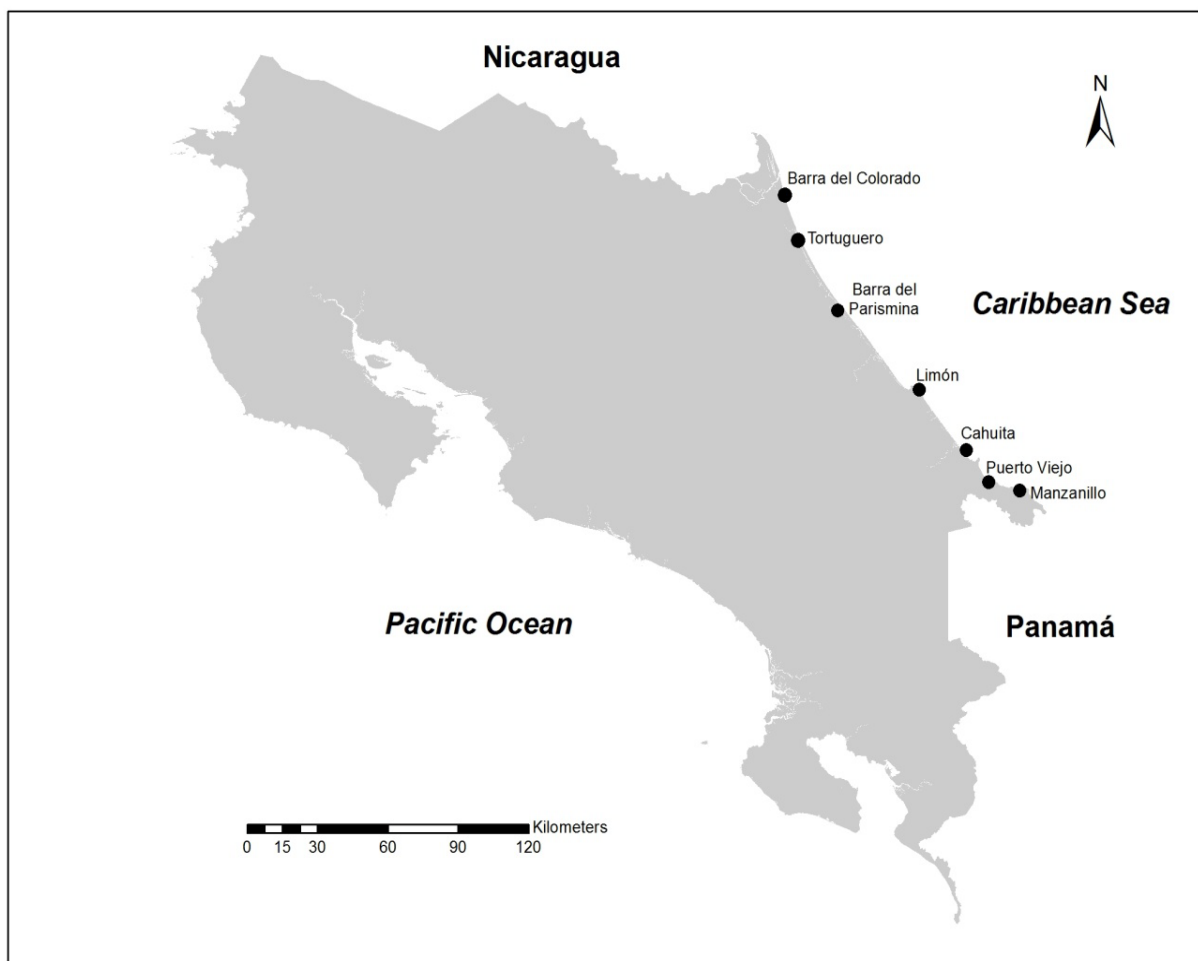 Nicaragua
N
Barra del Colorado
Tortuguero
Barra del
Parismina
Caribbean Sea
Limón
Cahuita
Puerto Viejo
Manzanillo
Pacific Ocean
Panamá
Kilometers
0 15 30 60 90 120